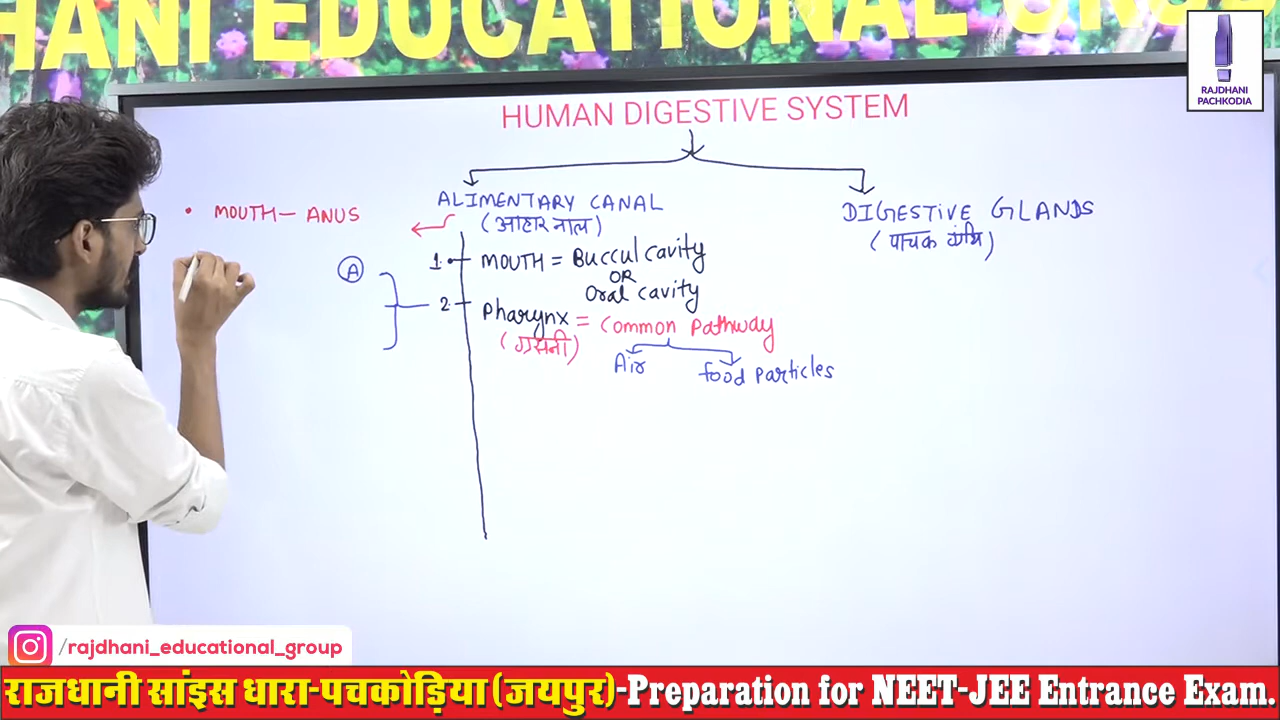 HANI EDUCATIONAL GROU
RAJDHANI
PACHKODIA
HUMAN DIGESTIVE SYSTEM
ALIMENTARY CANAL
(आहार नाल)
DIGESTIVE GLANDS
(पाचक ग्रंथि)
• MOUTH - ANUS
A
1. MOUTH = Buccul cavity
OR
Oral cavity
2. Pharynx = Common Pathway
(ग्रसनी)
Air
food particles
/rajdhani_educational_group
राजधानी सांइस धारा-पचकोड़िया (जयपुर)-Preparation for NEET-JEE Entrance Exam.